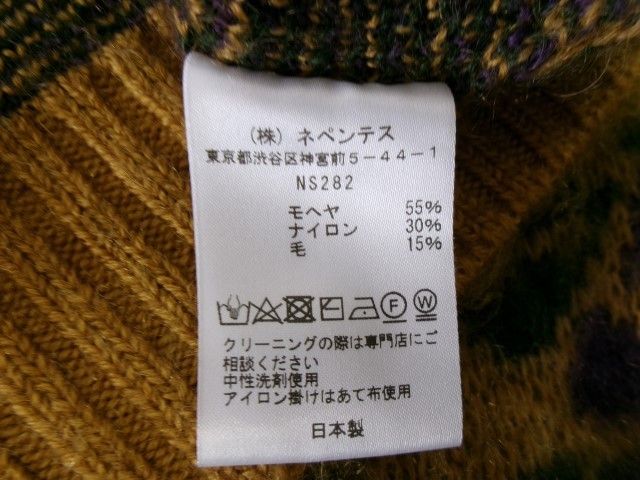 （株）ネペンテス
東京都渋谷区神宮前５－４４－１
NS282
モヘヤ 55%
ナイロン 30%
毛 15%
F W
クリーニングの際は専門店にご
相談ください
中性洗剤使用
アイロン掛けはあて布使用
日本製